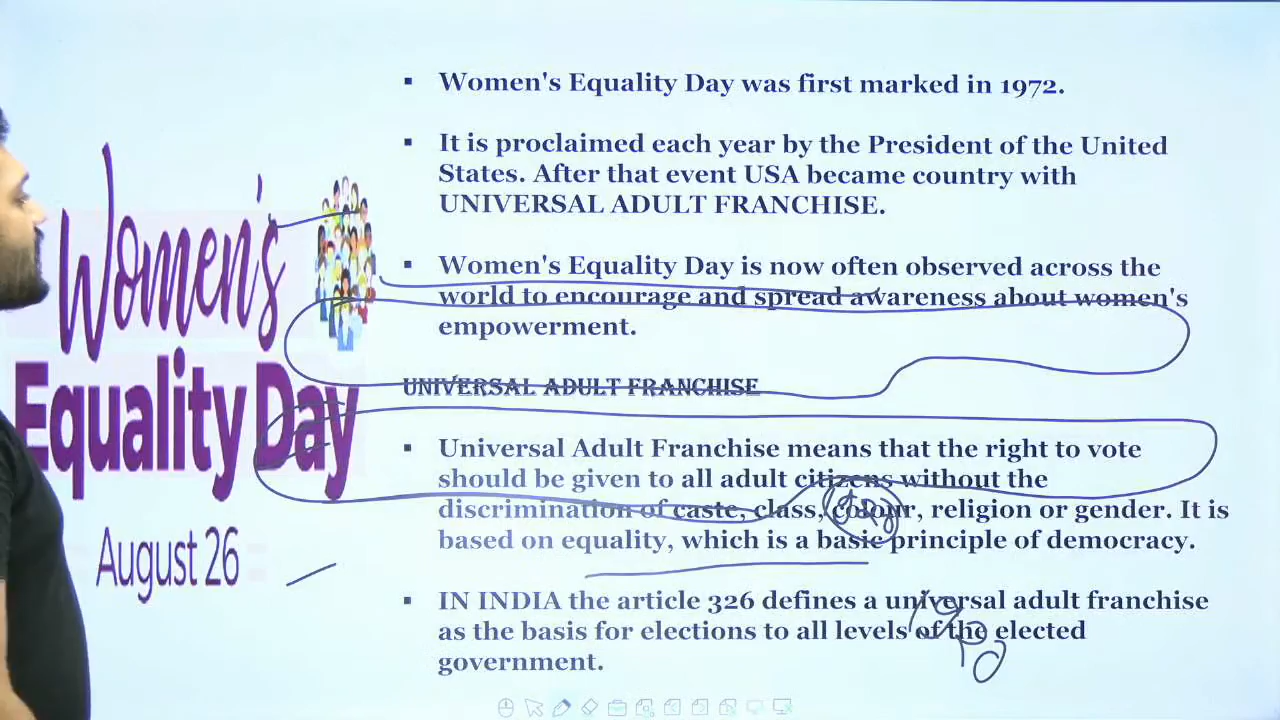 Women's
Equality Day
August 26
▪ Women's Equality Day was first marked in 1972.
▪ It is proclaimed each year by the President of the United
States. After that event USA became country with
UNIVERSAL ADULT FRANCHISE.
▪ Women's Equality Day is now often observed across the
world to encourage and spread awareness about women's
empowerment.
UNIVERSAL ADULT FRANCHISE
▪ Universal Adult Franchise means that the right to vote
should be given to all adult citizens without the
discrimination of caste, class, colour, religion or gender. It is
based on equality, which is a basic principle of democracy.
▪ IN INDIA the article 326 defines a universal adult franchise
as the basis for elections to all levels of the elected
government.